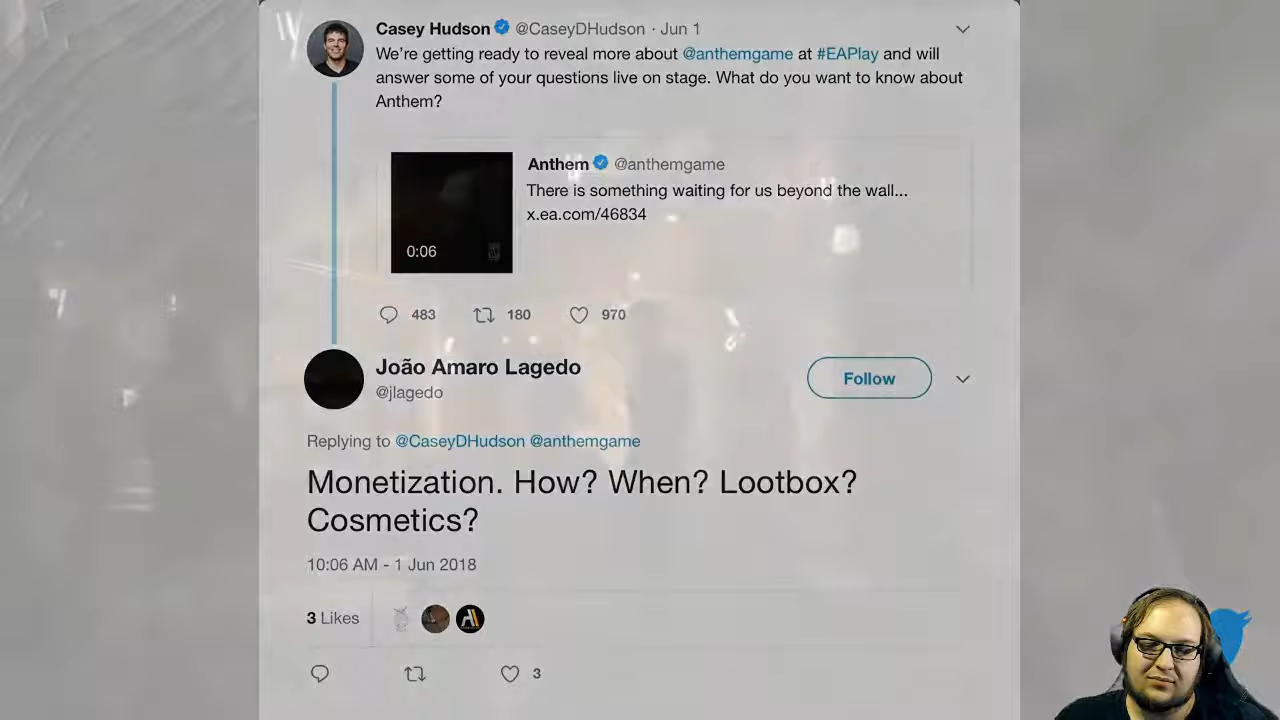 Casey Hudson @CaseyDHudson · Jun 1
We're getting ready to reveal more about @anthemgame at #EAPlay and will
answer some of your questions live on stage. What do you want to know about
Anthem?
Anthem @anthemgame
There is something waiting for us beyond the wall...
x.ea.com/46834
0:06
483 180 970
João Amaro Lagedo
@jlagedo
Follow
Replying to @CaseyDHudson @anthemgame
Monetization. How? When? Lootbox?
Cosmetics?
10:06 AM - 1 Jun 2018
3 Likes
3